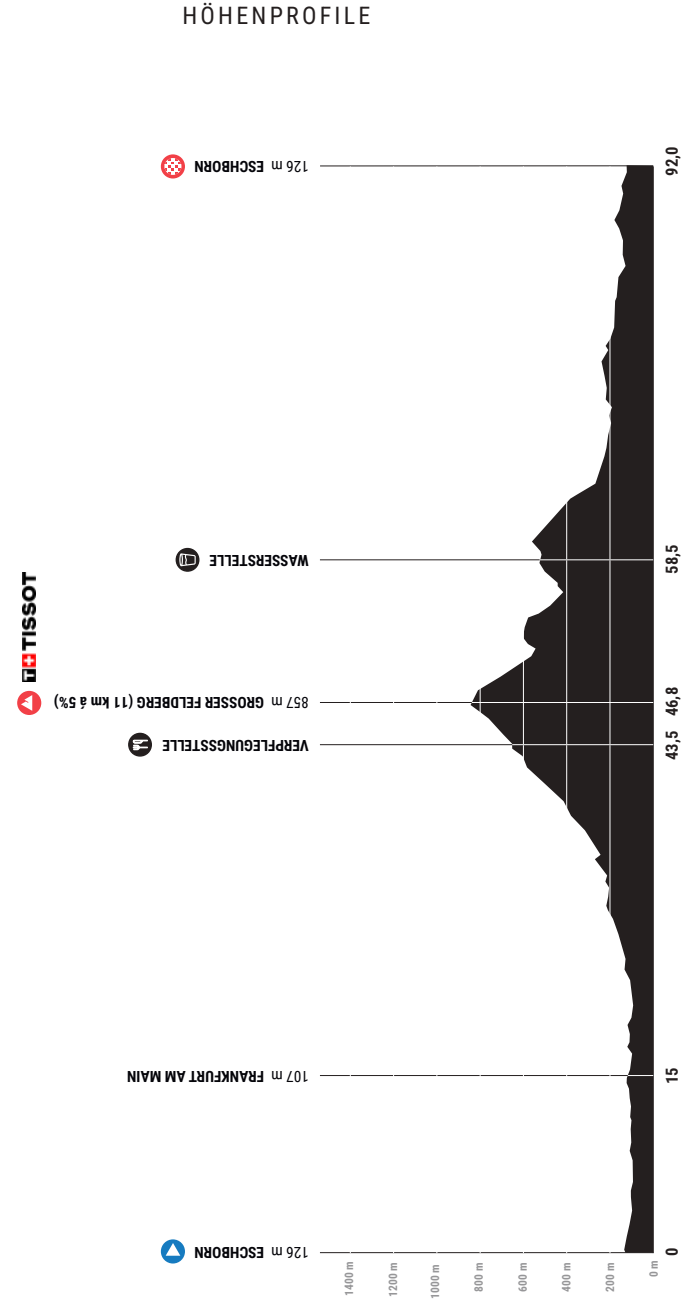 HÖHENPROFILE
126 m ESCHBORN
92,0
WASSERSTELLE
58,5
TISSOT
857 m GROSSER FELDBERG (11 km á 5%)
46,8
VERPFLEGUNGSSTELLE
43,5
107 m FRANKFURT AM MAIN
15
126 m ESCHBORN
0
1400 m
1200 m
1000 m
800 m
600 m
400 m
200 m
0 m